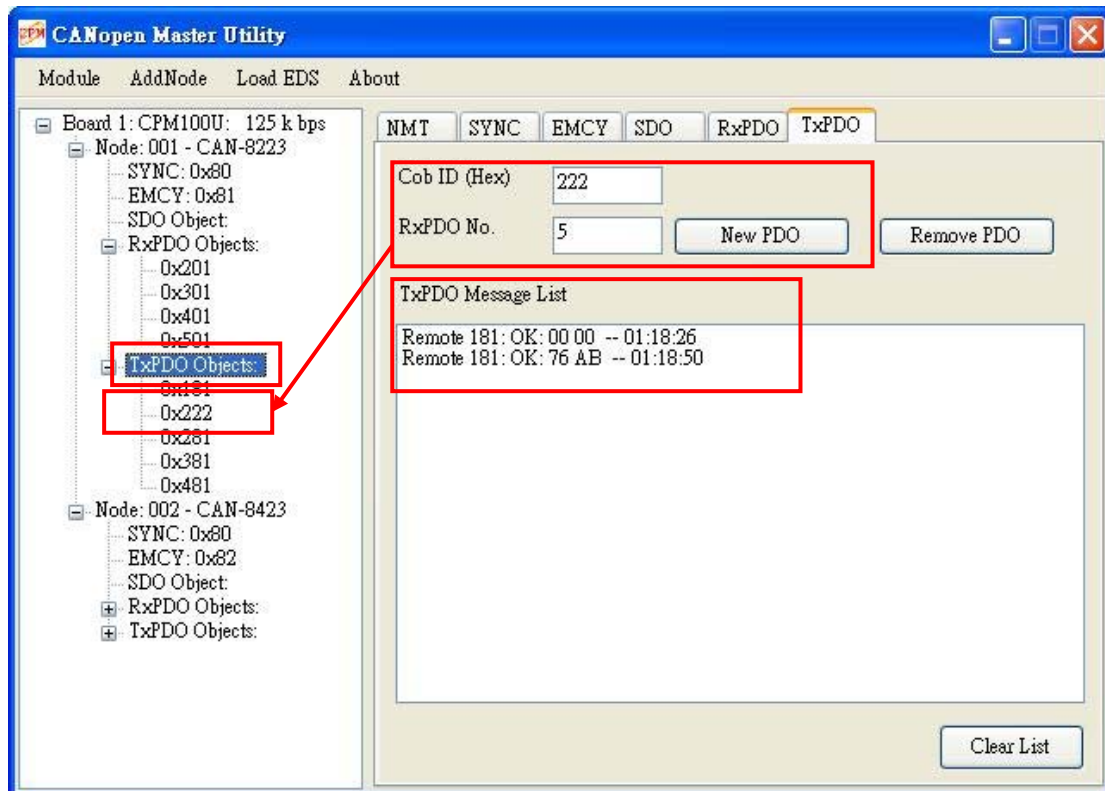 CANopen Master Utility
Module AddNode Load EDS About
Board 1: CPM100U: 125 k bps
Node: 001 - CAN-8223
SYNC: 0x80
EMCY: 0x81
SDO Object:
RxPDO Objects:
0x201
0x301
0x401
0x501
TxPDO Objects:
0x181
0x222
0x281
0x381
0x481
Node: 002 - CAN-8423
SYNC: 0x80
EMCY: 0x82
SDO Object:
RxPDO Objects:
TxPDO Objects:
NMT SYNC EMCY SDO RxPDO TxPDO
Cob ID (Hex) 222
RxPDO No. 5 New PDO Remove PDO
TxPDO Message List
Remote 181: OK: 00 00 -- 01:18:26
Remote 181: OK: 76 AB -- 01:18:50
Clear List